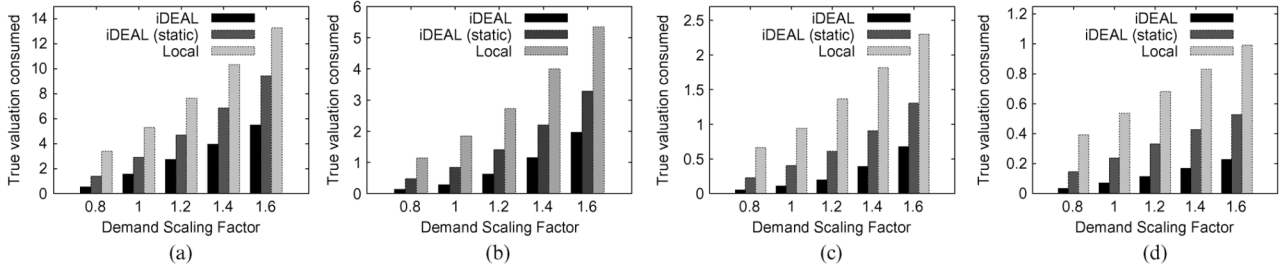 True valuation consumed
14
12
10
8
6
4
2
0
iDEAL
iDEAL (static)
Local
0.8 1 1.2 1.4 1.6
Demand Scaling Factor
(a)
True valuation consumed
6
5
4
3
2
1
0
iDEAL
iDEAL (static)
Local
0.8 1 1.2 1.4 1.6
Demand Scaling Factor
(b)
True valuation consumed
2.5
2
1.5
1
0.5
0
iDEAL
iDEAL (static)
Local
0.8 1 1.2 1.4 1.6
Demand Scaling Factor
(c)
True valuation consumed
1.2
1
0.8
0.6
0.4
0.2
0
iDEAL
iDEAL (static)
Local
0.8 1 1.2 1.4 1.6
Demand Scaling Factor
(d)